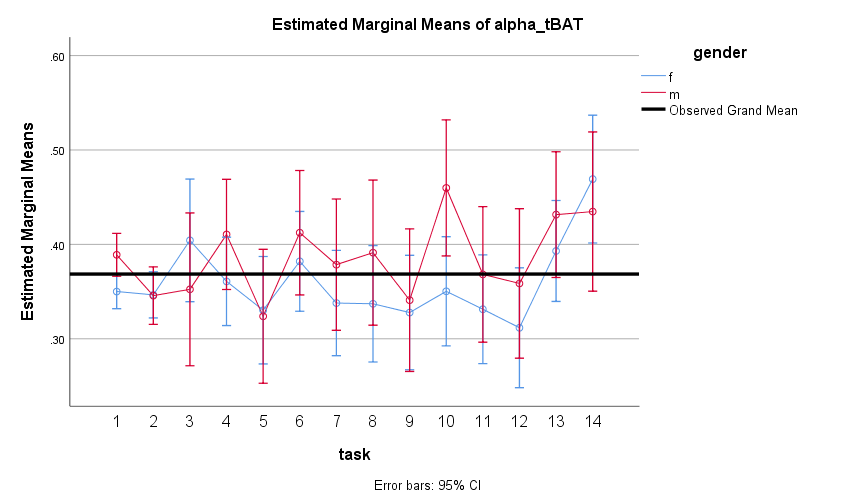 Estimated Marginal Means of alpha_tBAT
gender
f
m
Observed Grand Mean
Estimated Marginal Means
.60
.50
.40
.30
1 2 3 4 5 6 7 8 9 10 11 12 13 14
task
Error bars: 95% CI